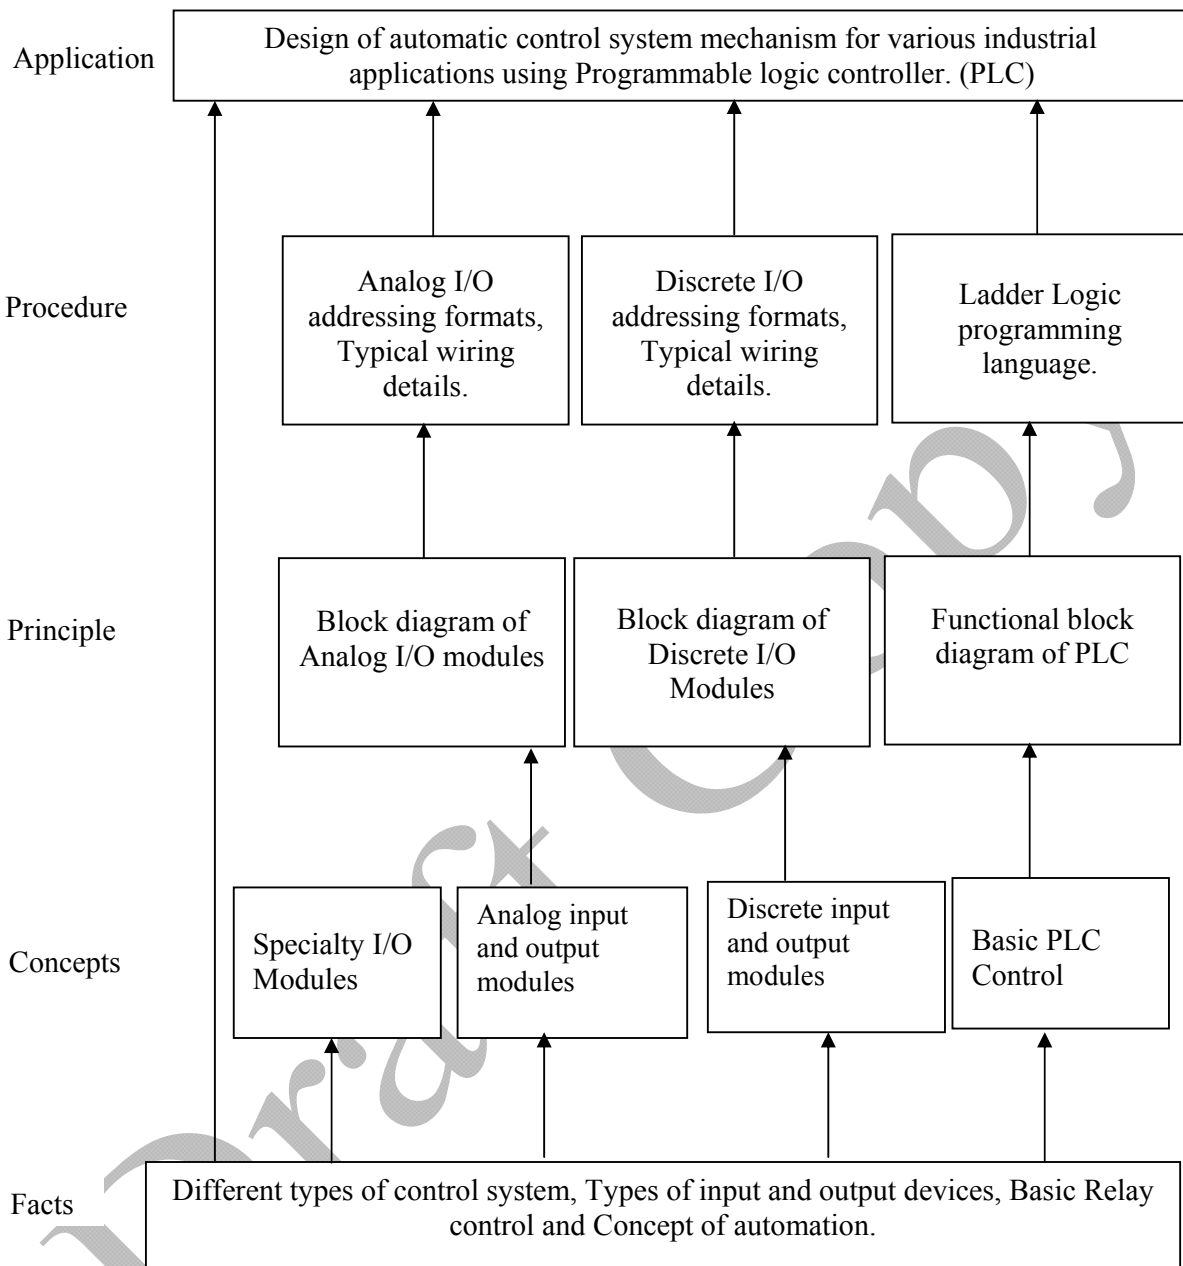 Application
Design of automatic control system mechanism for various industrial
applications using Programmable logic controller. (PLC)
Procedure
Analog I/O
addressing formats,
Typical wiring
details.
Discrete I/O
addressing formats,
Typical wiring
details.
Ladder Logic
programming
language.
Principle
Block diagram of
Analog I/O modules
Block diagram of
Discrete I/O
Modules
Functional block
diagram of PLC
Concepts
Specialty I/O
Modules
Analog input
and output
modules
Discrete input
and output
modules
Basic PLC
Control
Facts
Different types of control system, Types of input and output devices, Basic Relay
control and Concept of automation.
Draft Copy